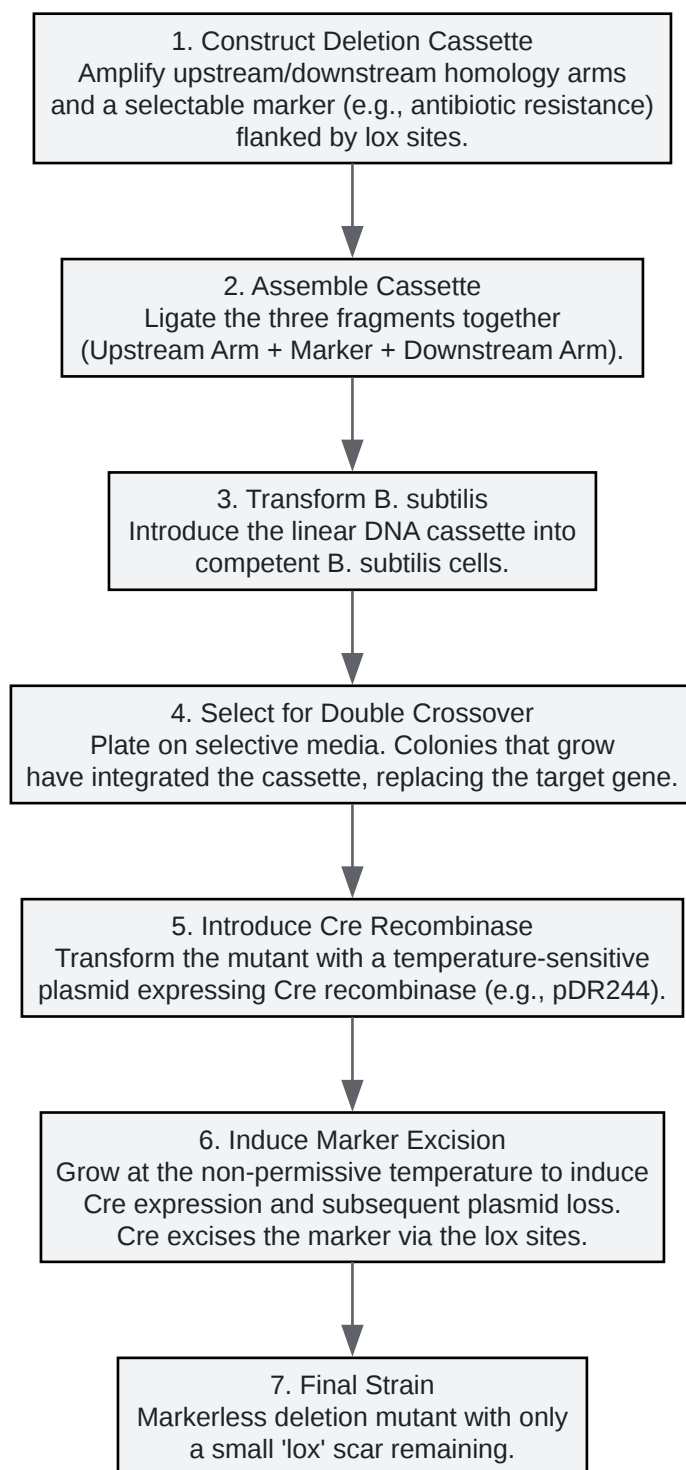 1. Construct Deletion Cassette
Amplify upstream/downstream homology arms
and a selectable marker (e.g., antibiotic resistance)
flanked by lox sites.
2. Assemble Cassette
Ligate the three fragments together
(Upstream Arm + Marker + Downstream Arm).
3. Transform B. subtilis
Introduce the linear DNA cassette into
competent B. subtilis cells.
4. Select for Double Crossover
Plate on selective media. Colonies that grow
have integrated the cassette, replacing the target gene.
5. Introduce Cre Recombinase
Transform the mutant with a temperature-sensitive
plasmid expressing Cre recombinase (e.g., pDR244).
6. Induce Marker Excision
Grow at the non-permissive temperature to induce
Cre expression and subsequent plasmid loss.
Cre excises the marker via the lox sites.
7. Final Strain
Markerless deletion mutant with only
a small 'lox' scar remaining.